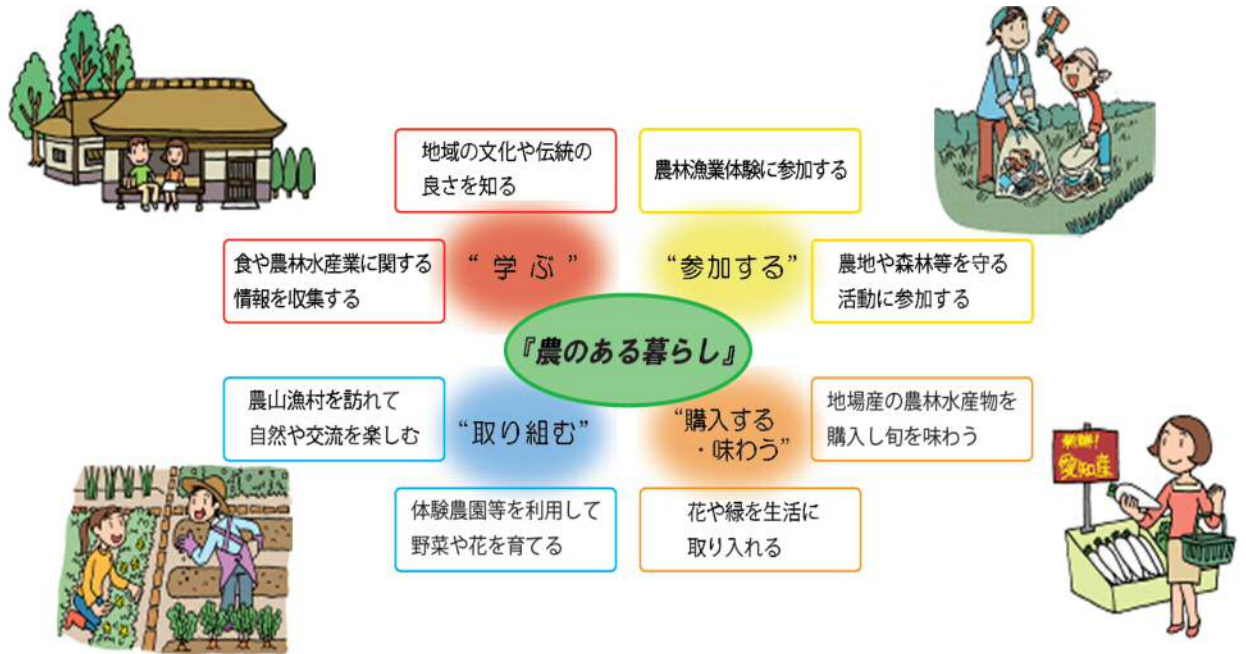 地域の文化や伝統の
良さを知る
農林漁業体験に参加する
食や農林水産業に関する
情報を収集する
“ 学 ぶ ”
“参加する”
農地や森林等を守る
活動に参加する
『農のある暮らし』
農山漁村を訪れて
自然や交流を楽しむ
“取り組む”
“購入する
・味わう”
地場産の農林水産物を
購入し旬を味わう
体験農園等を利用して
野菜や花を育てる
花や緑を生活に
取り入れる
新鮮！
愛知産